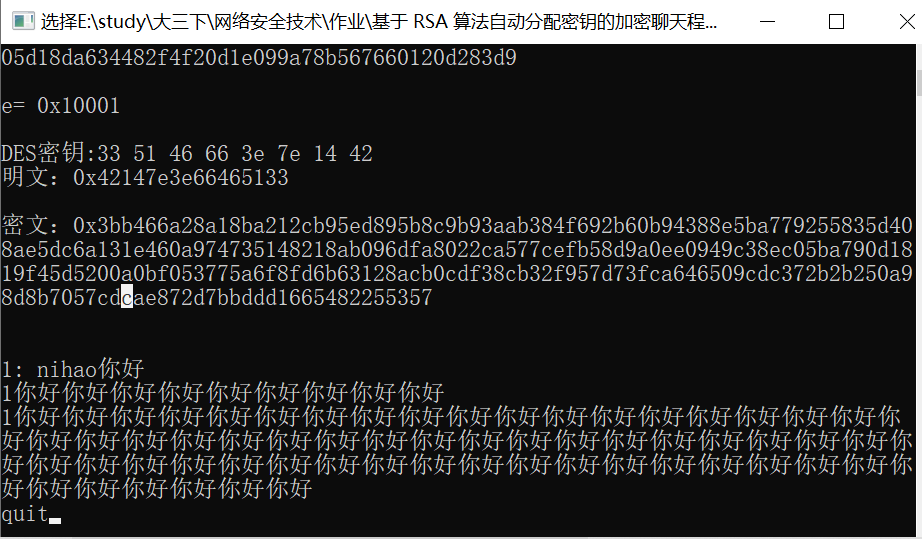 选择E:\study\大三下\网络安全技术\作业\基于 RSA 算法自动分配密钥的加密聊天程...
05d18da634482f4f20d1e099a78b567660120d283d9
e= 0x10001
DES密钥:33 51 46 66 3e 7e 14 42
明文：0x42147e3e66465133
密文：0x3bb466a28a18ba212cb95ed895b8c9b93aab384f692b60b94388e5ba779255835d40
8ae5dc6a131e460a974735148218ab096dfa8022ca577cefb58d9a0ee0949c38ec05ba790d18
19f45d5200a0bf053775a6f8fd6b63128acb0cdf38cb32f957d73fca646509cdc372b2b250a9
8d8b7057cdcae872d7bbddd1665482255357
1: nihao你好
1你好你好你好你好你好你好你好你好你好
1你好你好你好你好你好你好你好你好你好你好你好你好你好你好你好你好你好你好你
好你好你好你好你好你好你好你好你好你好你好你好你好你好你好你好你好你好你好你
好你好你好你好你好你好你好你好你好你好你好你好你好你好你好你好你好你好你好你
好你好你好你好你好你好你好
quit